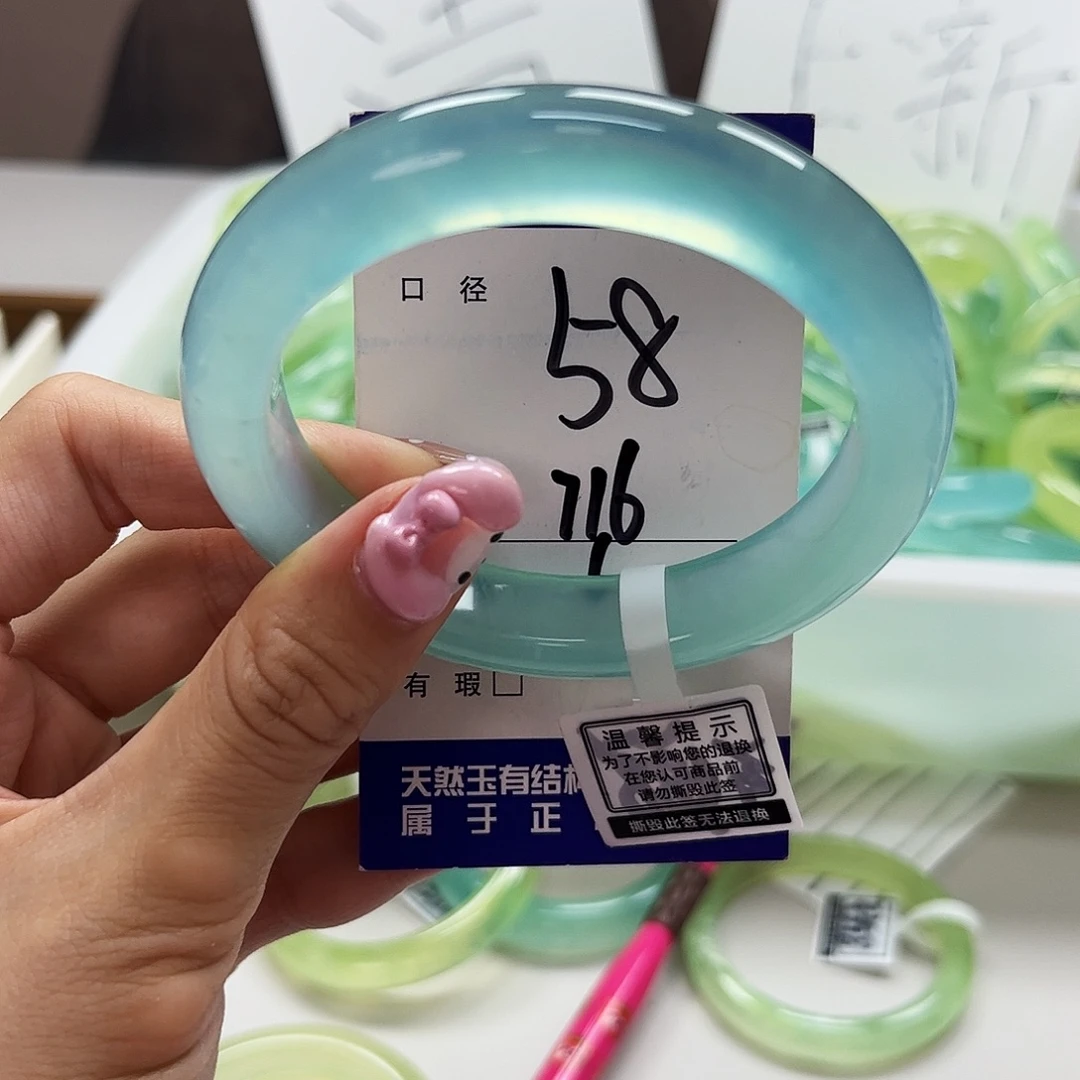 上新
口径
58
716
有瑕□
天然玉有结构
属于正
温馨提示
为了不影响您的退换
在您认可商品前
请勿撕毁此签
撕毁此签无法退换